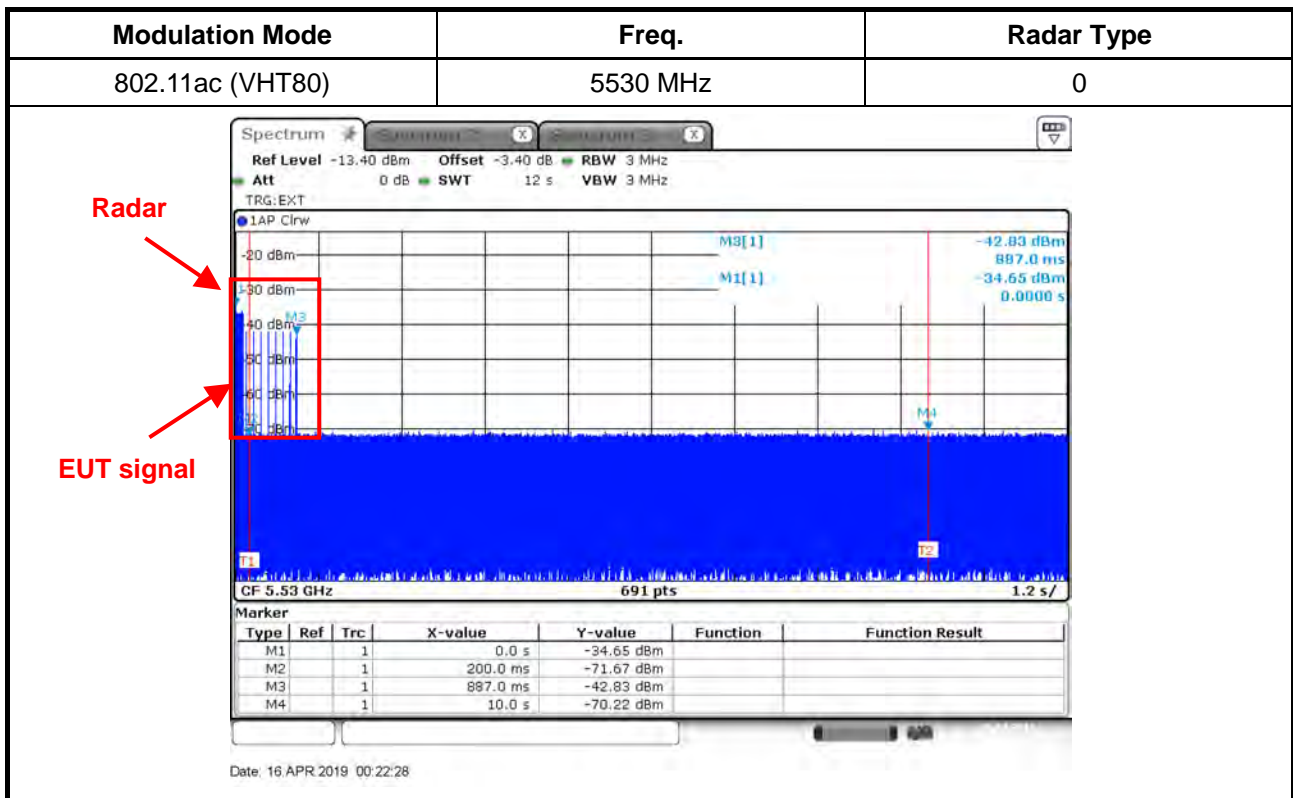 Modulation Mode Freq. Radar Type
802.11ac (VHT80) 5530 MHz 0
Spectrum
Ref Level -13.40 dBm Offset -3.40 dB RBW 3 MHz
Att 0 dB SWT 12 s VBW 3 MHz
TRG:EXT
1AP Clrw
M3[1] -42.83 dBm
887.0 ms
M1[1] -34.65 dBm
0.0000 s
-20 dBm
-30 dBm
-40 dBm
M3
-50 dBm
-60 dBm
M4
Radar
EUT signal
T1
T2
CF 5.53 GHz 691 pts 1.2 s/
Marker
Type Ref Trc X-value Y-value Function Function Result
M1 1 0.0 s -34.65 dBm
M2 1 200.0 ms -71.67 dBm
M3 1 887.0 ms -42.83 dBm
M4 1 10.0 s -70.22 dBm
Date: 16.APR.2019 00:22:28